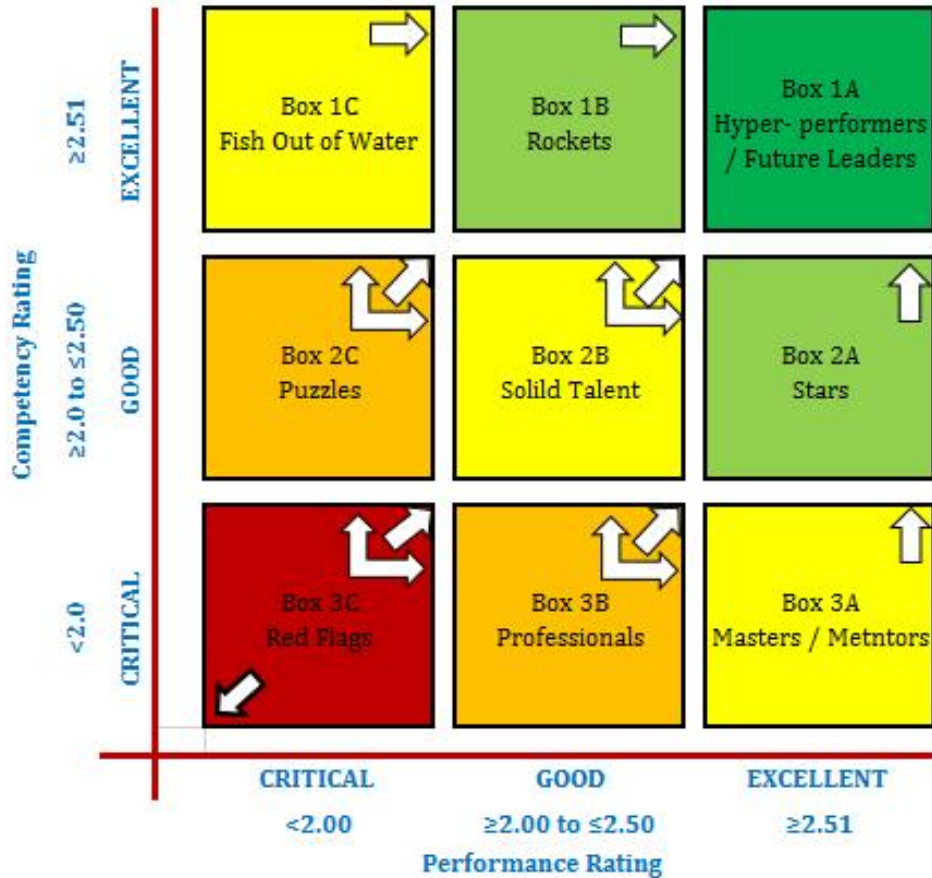 Competency Rating
≥2.51
EXCELLENT
Box 1C
Fish Out of Water
Box 1B
Rockets
Box 1A
Hyper- performers
/ Future Leaders
≥2.0 to ≤2.50
GOOD
Box 2C
Puzzles
Box 2B
Solild Talent
Box 2A
Stars
<2.0
CRITICAL
Box 3C
Red Flags
Box 3B
Professionals
Box 3A
Masters / Metntors
CRITICAL
GOOD
EXCELLENT
<2.00
≥2.00 to ≤2.50
≥2.51
Performance Rating